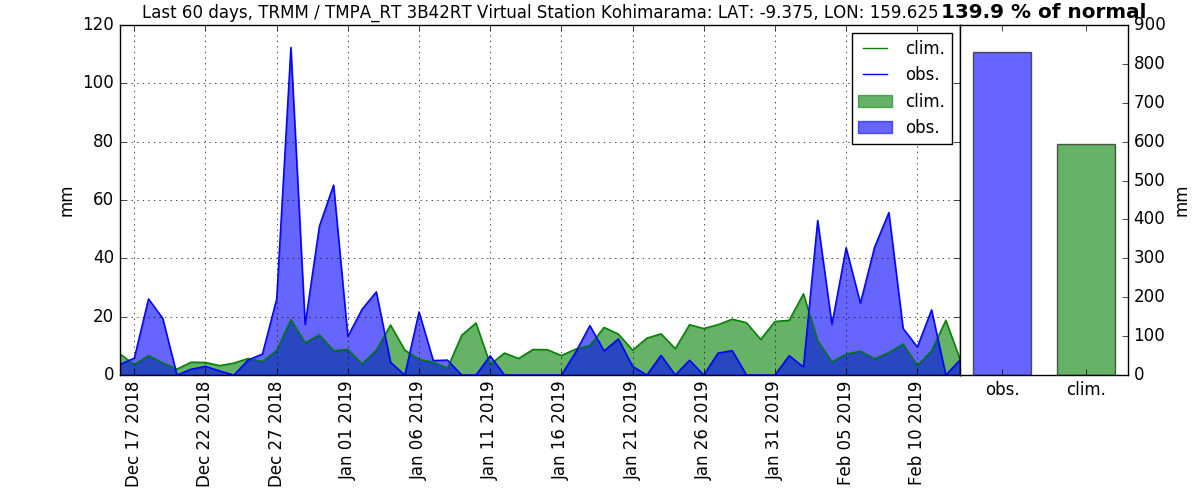 Last 60 days, TRMM / TMPA_RT 3B42RT Virtual Station Kohimarama: LAT: -9.375, LON: 159.625
139.9 % of normal
120
100
80
60
40
20
0
mm
clim.
obs.
clim.
obs.
Dec 17 2018
Dec 22 2018
Dec 27 2018
Jan 01 2019
Jan 06 2019
Jan 11 2019
Jan 16 2019
Jan 21 2019
Jan 26 2019
Jan 31 2019
Feb 05 2019
Feb 10 2019
900
800
700
600
500
400
300
200
100
0
mm
obs.
clim.